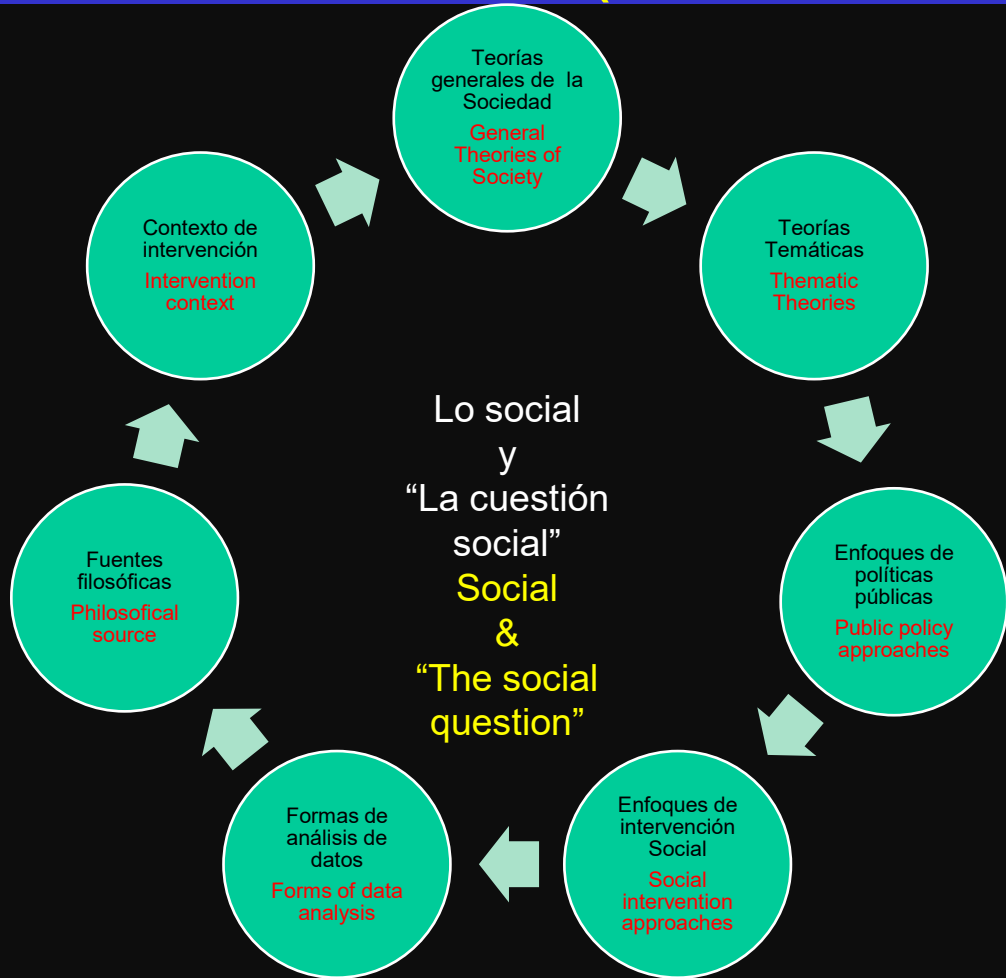 Teorías
generales de la
Sociedad
General
Theories of
Society
Teorías
Temáticas
Thematic
Theories
Enfoques de
políticas
públicas
Public policy
approaches
Enfoques de
intervención
Social
Social
intervention
approaches
Formas de
análisis de
datos
Forms of data
analysis
Fuentes
filosóficas
Philosofical
source
Contexto de
intervención
Intervention
context
Lo social
y
“La cuestión
social”
Social
&
“The social
question”